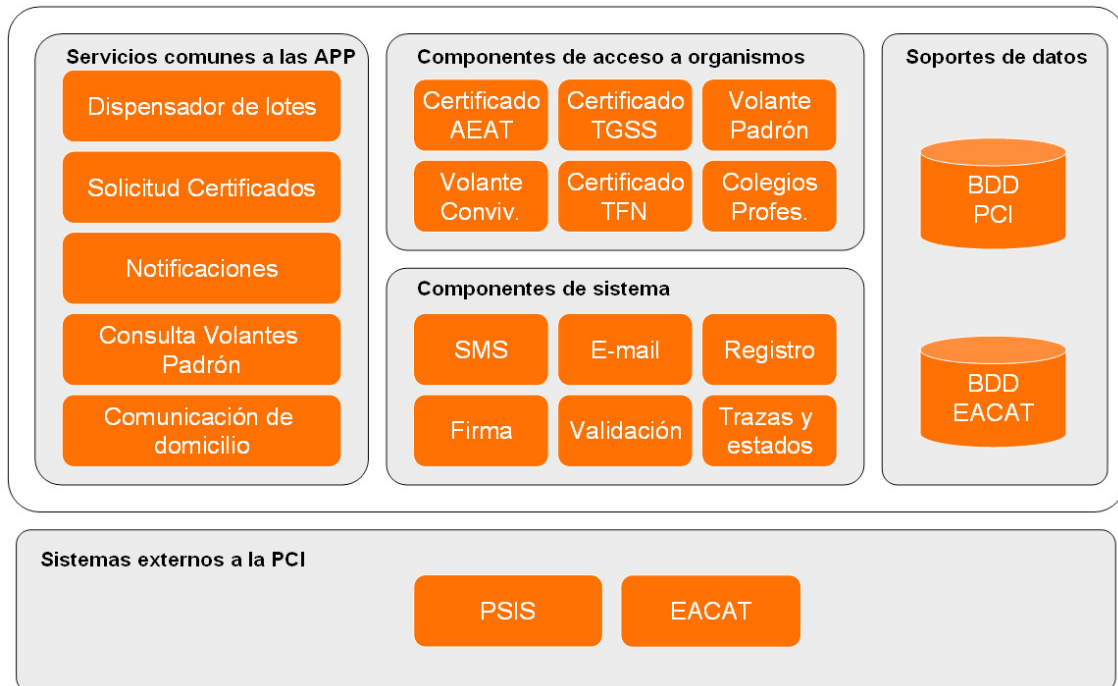 Servicios comunes a las APP
Dispensador de lotes
Solicitud Certificados
Notificaciones
Consulta Volantes
Padrón
Comunicación de
domicilio
Componentes de acceso a organismos
Certificado
AEAT
Certificado
TGSS
Volante
Padrón
Volante
Conviv.
Certificado
TFN
Colegios
Profes.
Componentes de sistema
SMS
E-mail
Registro
Firma
Validación
Trazas y
estados
Soportes de datos
BDD
PCI
BDD
EACAT
Sistemas externos a la PCI
PSIS
EACAT